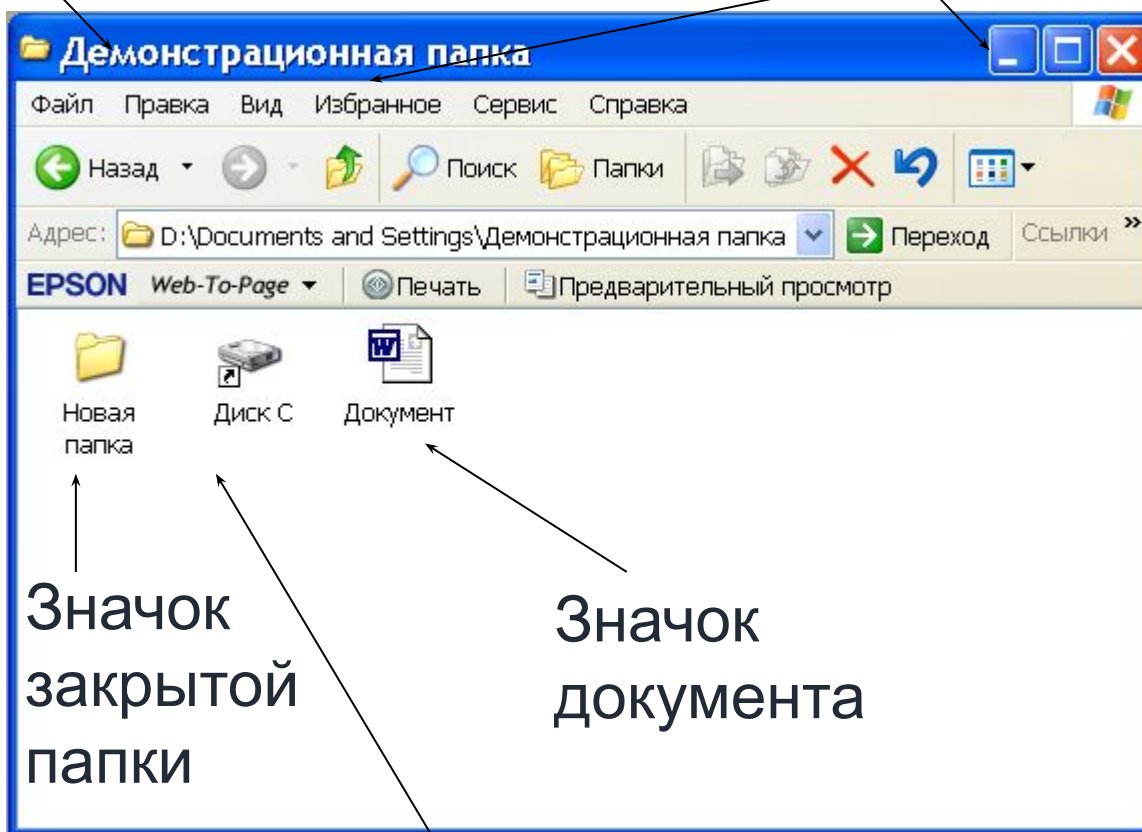 Демонстрационная папка
Файл Правка Вид Избранное Сервис Справка
Назад Поиск Папки
Адрес: D:\Documents and Settings\Демонстрационная папка Переход Ссылки »
EPSON Web-To-Page Печать Предварительный просмотр
W
Новая
папка
Диск C
Документ
Значок
закрытой
папки
Значок
документа